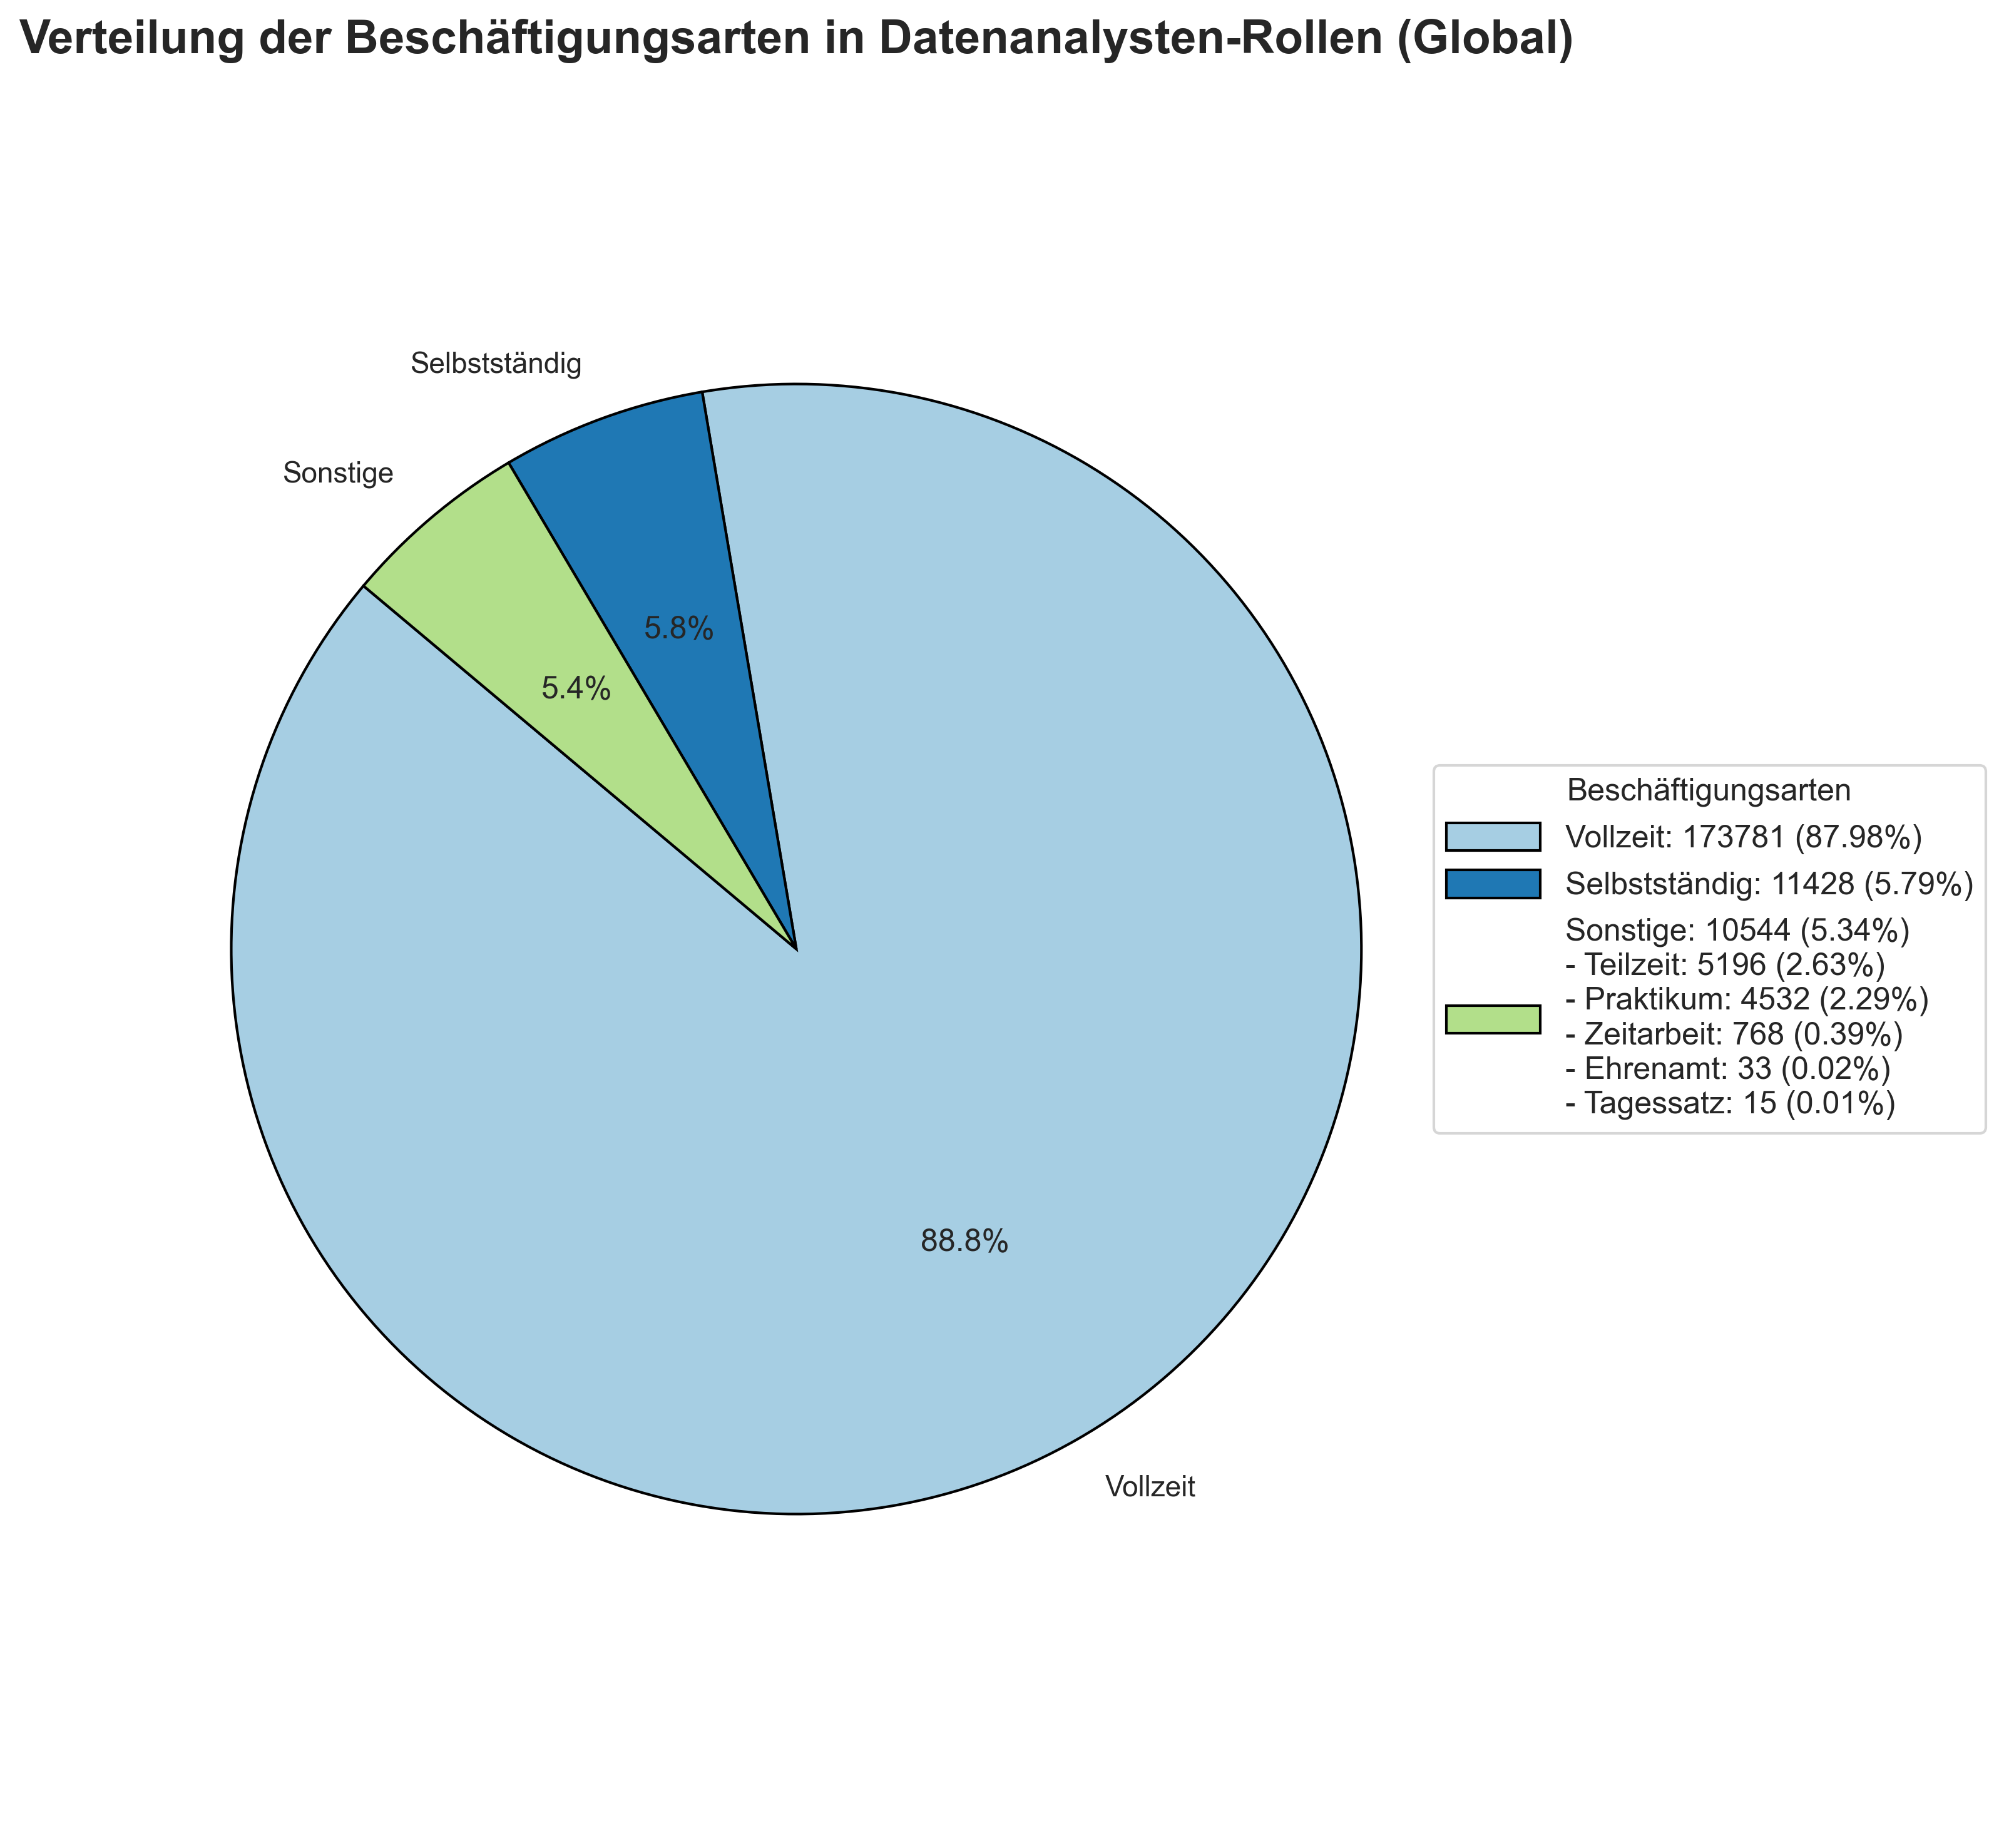 Verteilung der Beschäftigungsarten in Datenanalysten-Rollen (Global)
Selbstständig
Sonstige
5.8%
5.4%
88.8%
Vollzeit
Beschäftigungsarten
Vollzeit: 173781 (87.98%)
Selbstständig: 11428 (5.79%)
Sonstige: 10544 (5.34%)
- Teilzeit: 5196 (2.63%)
- Praktikum: 4532 (2.29%)
- Zeitarbeit: 768 (0.39%)
- Ehrenamt: 33 (0.02%)
- Tagessatz: 15 (0.01%)